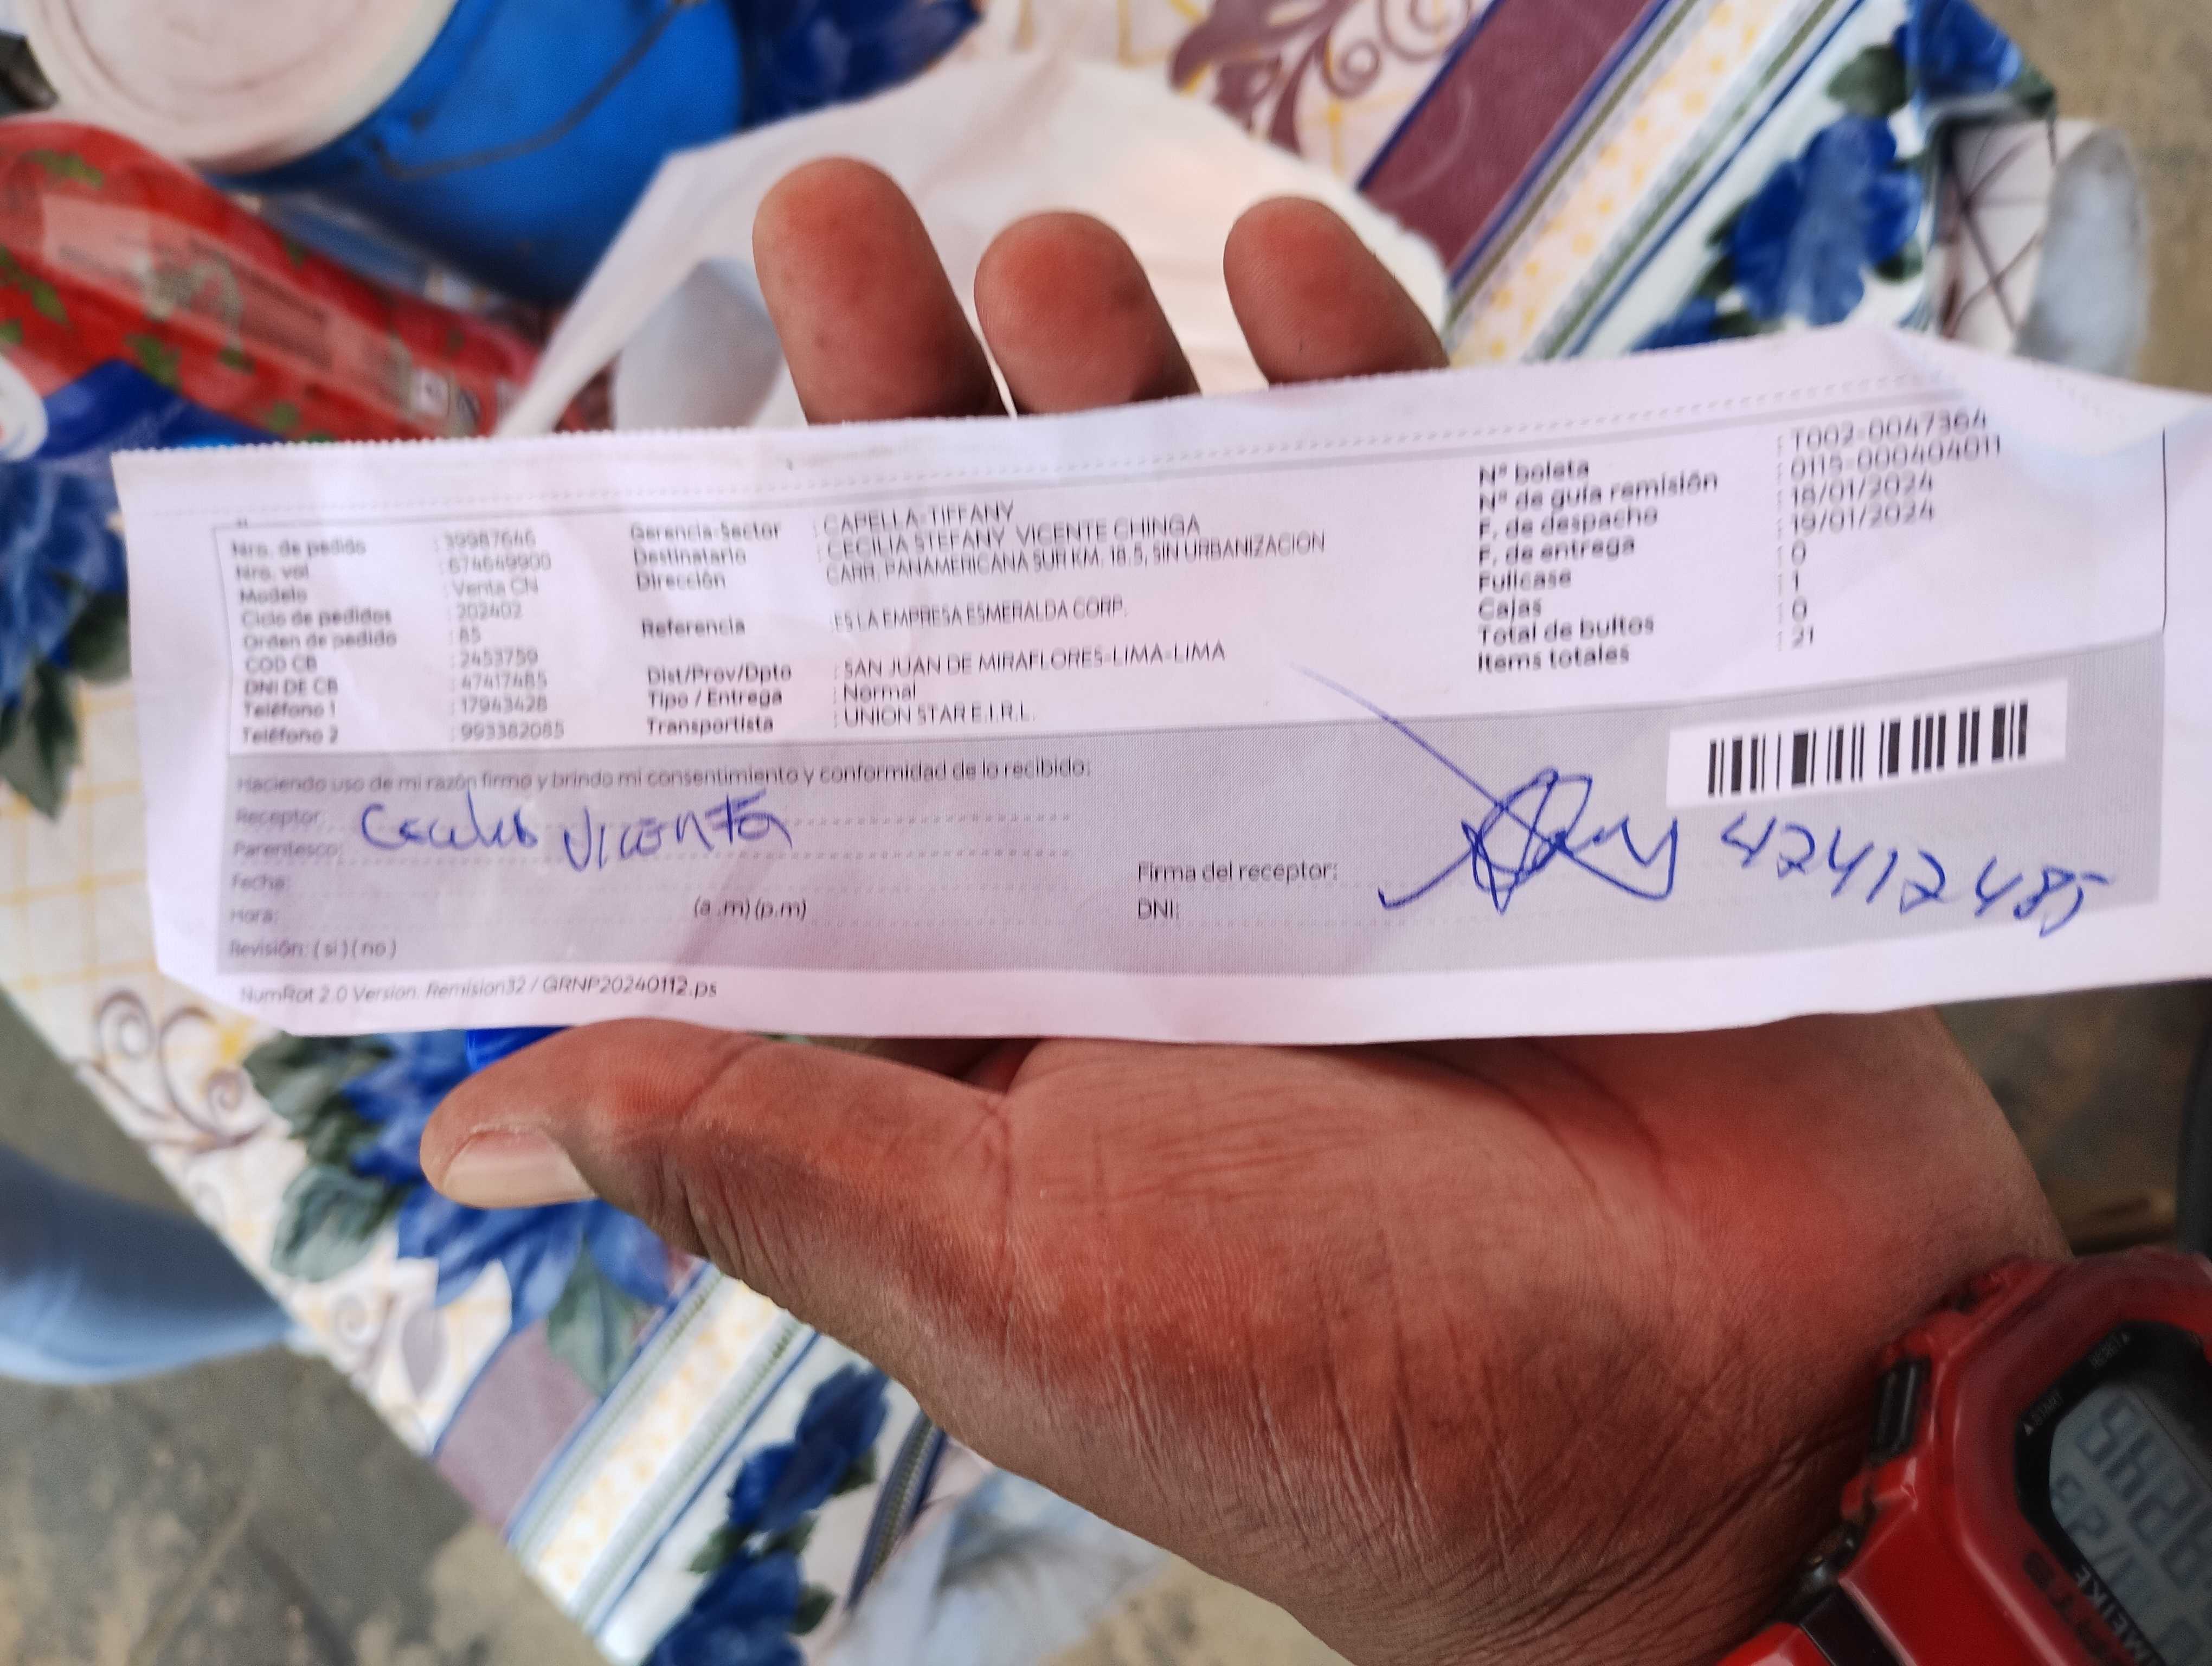 Nro. de pedido : 39987646
Nro. vol : 674649900
Modelo : Venta CN
Ciclo de pedidos : 202402
Orden de pedido : 85
COD CB : 2453759
DNI DE CB : 47417485
Teléfono 1 : 17943428
Teléfono 2 : 993382085
Gerencia-Sector : CAPELLA-TIFFANY
Destinatario : CECILIA STEFANY VICENTE CHINGA
Dirección : CARR. PANAMERICANA SUR KM. 18.5, SIN URBANIZACION
Referencia : ES LA EMPRESA ESMERALDA CORP.
Dist/Prov/Dpto : SAN JUAN DE MIRAFLORES-LIMA-LIMA
Tipo / Entrega : Normal
Transportista : UNION STAR E.I.R.L.
Nº boleta : T002-0047364
Nº de guía remisión : 0115-000404011
F. de despacho : 18/01/2024
F. de entrega : 19/01/2024
Fullcase : 0
Cajas : 1
Total de bultos : 0
Items totales : 21
Haciendo uso de mi razón firmo y brindo mi consentimiento y conformidad de lo recibido:
Receptor:
Vicente
Parentesco:
Fecha:
Hora: (a .m) (p.m)
Revisión: ( si ) ( no )
Firma del receptor:
DNI:
42412485
NumRot 2.0 Version. Remision32 / GRNP20240112.ps
MEIKE